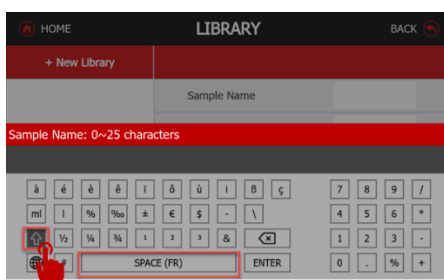 HOME LIBRARY BACK
+ New Library
Sample Name
Sample Name: 0~25 characters
à é è ê ï ô ù i ß ç 7 8 9 /
ml l % ‰ ± € $ - \ 4 5 6 *
½ ¼ ¾ ¹ ² ³ & 1 2 3 -
# SPACE (FR) ENTER 0 . % +